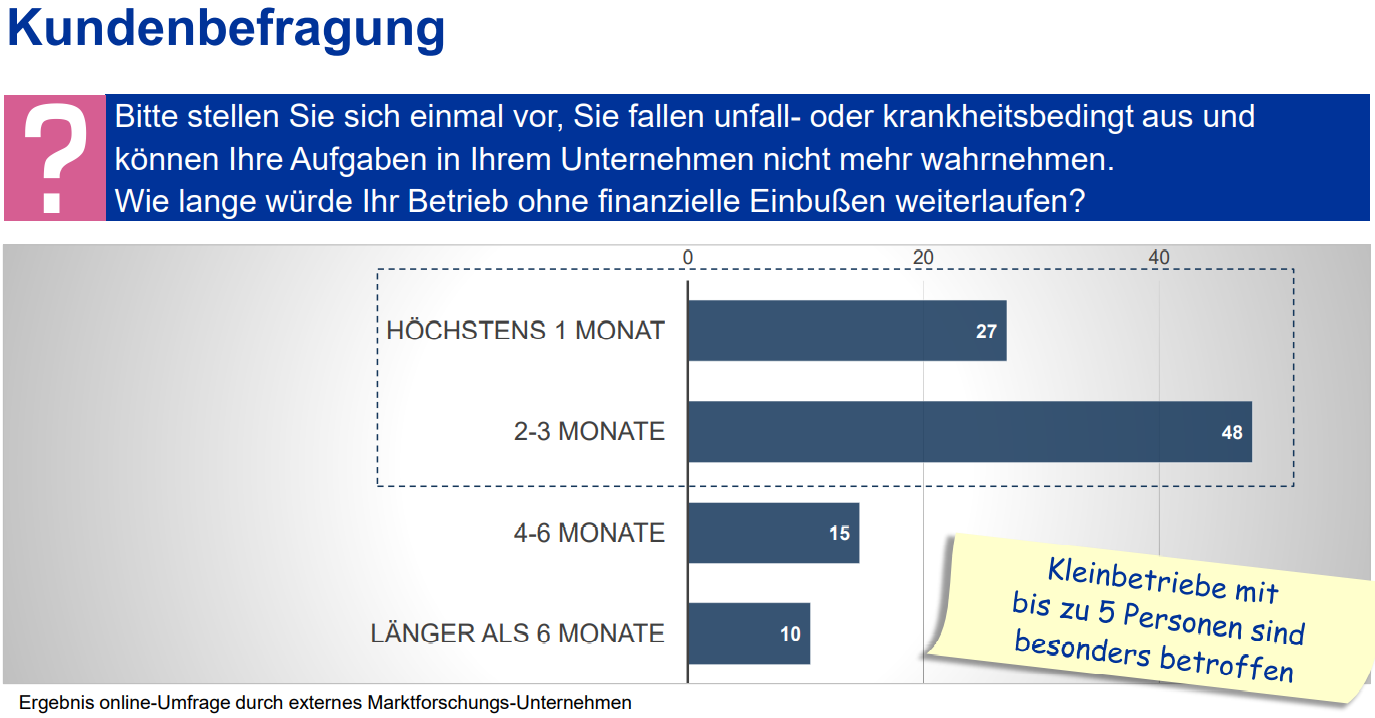 Kundenbefragung
?
Bitte stellen Sie sich einmal vor, Sie fallen unfall- oder krankheitsbedingt aus und
können Ihre Aufgaben in Ihrem Unternehmen nicht mehr wahrnehmen.
Wie lange würde Ihr Betrieb ohne finanzielle Einbußen weiterlaufen?
0 20 40
HÖCHSTENS 1 MONAT 27
2-3 MONATE 48
4-6 MONATE 15
LÄNGER ALS 6 MONATE 10
Kleinbetriebe mit
bis zu 5 Personen sind
besonders betroffen
Ergebnis online-Umfrage durch externes Marktforschungs-Unternehmen